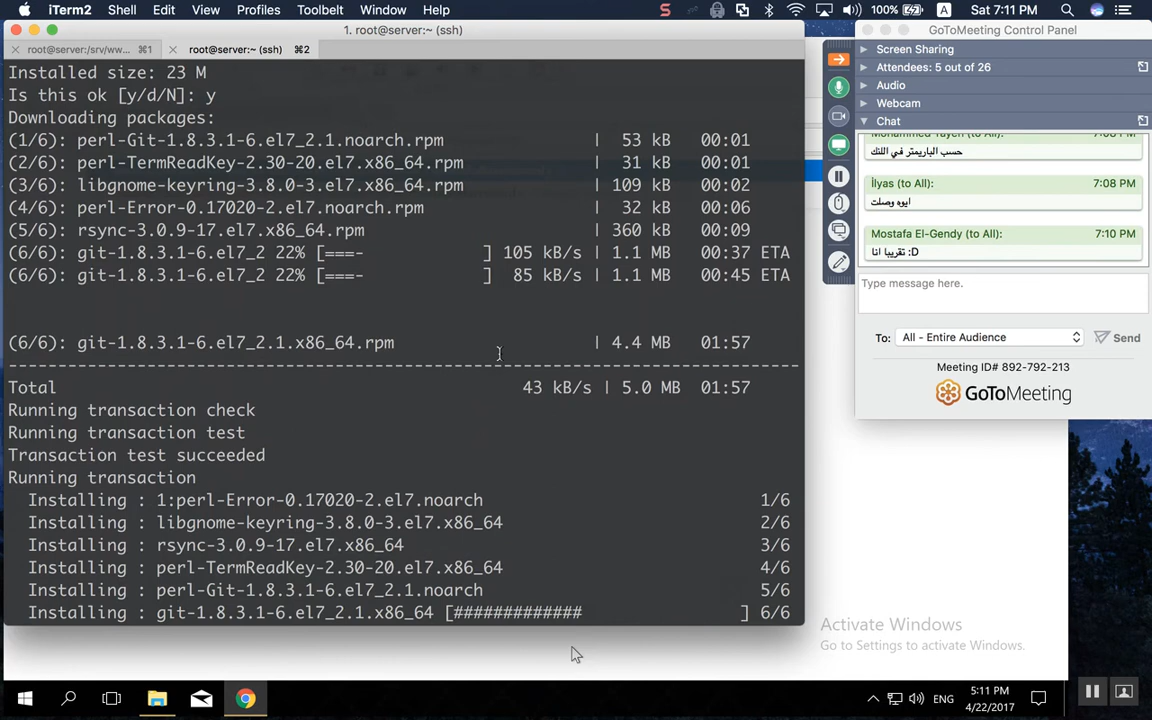 iTerm2 Shell Edit View Profiles Toolbelt Window Help 100% Sat 7:11 PM
1. root@server:~ (ssh)
root@server:/srv/ww... ⌘1 root@server:~ (ssh) ⌘2
Installed size: 23 M
Is this ok [y/d/N]: y
Downloading packages:
(1/6): perl-Git-1.8.3.1-6.el7_2.1.noarch.rpm | 53 kB 00:01
(2/6): perl-TermReadKey-2.30-20.el7.x86_64.rpm | 31 kB 00:01
(3/6): libgnome-keyring-3.8.0-3.el7.x86_64.rpm | 109 kB 00:02
(4/6): perl-Error-0.17020-2.el7.noarch.rpm | 32 kB 00:06
(5/6): rsync-3.0.9-17.el7.x86_64.rpm | 360 kB 00:09
(6/6): git-1.8.3.1-6.el7_2 22% [===- ] 105 kB/s | 1.1 MB 00:37 ETA
(6/6): git-1.8.3.1-6.el7_2 22% [===- ] 85 kB/s | 1.1 MB 00:45 ETA
(6/6): git-1.8.3.1-6.el7_2.1.x86_64.rpm | 4.4 MB 01:57
--------------------------------------------------------------------------------
Total 43 kB/s | 5.0 MB 01:57
Running transaction check
Running transaction test
Transaction test succeeded
Running transaction
Installing : 1:perl-Error-0.17020-2.el7.noarch 1/6
Installing : libgnome-keyring-3.8.0-3.el7.x86_64 2/6
Installing : rsync-3.0.9-17.el7.x86_64 3/6
Installing : perl-TermReadKey-2.30-20.el7.x86_64 4/6
Installing : perl-Git-1.8.3.1-6.el7_2.1.noarch 5/6
Installing : git-1.8.3.1-6.el7_2.1.x86_64 [############# ] 6/6
GoToMeeting Control Panel
Screen Sharing
Attendees: 5 out of 26
Audio
Webcam
Chat
Mohammed Tayeh (to All): 7:08 PM
حسب الباريمتر في اللنك
İlyas (to All): 7:08 PM
ايوه وصلت
Mostafa El-Gendy (to All): 7:10 PM
تقريبا انا :D
Type message here.
To: All - Entire Audience Send
Meeting ID# 892-792-213
GoToMeeting
Activate Windows
Go to Settings to activate Windows.
ENG 5:11 PM
4/22/2017